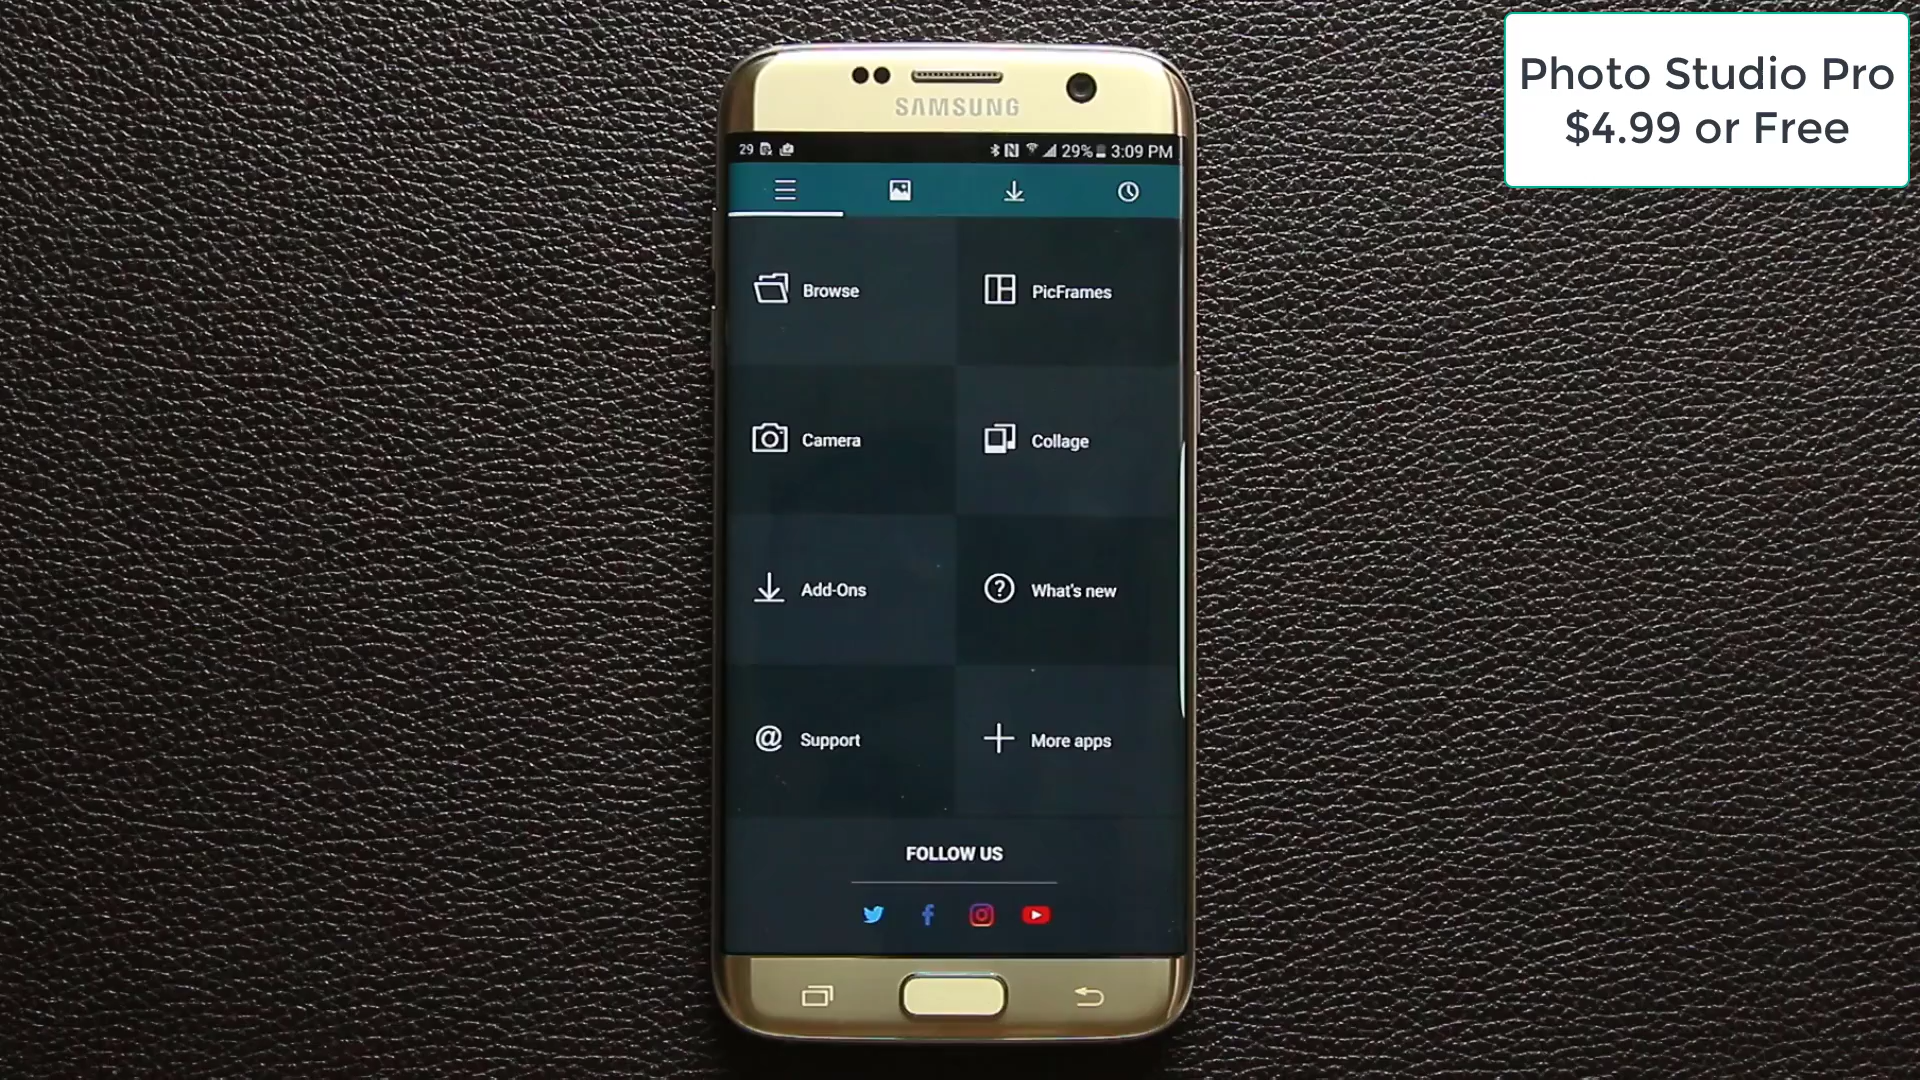 Photo Studio Pro
$4.99 or Free
SAMSUNG
29 29% 3:09 PM
Browse
PicFrames
Camera
Collage
Add-Ons
What's new
Support
More apps
FOLLOW US